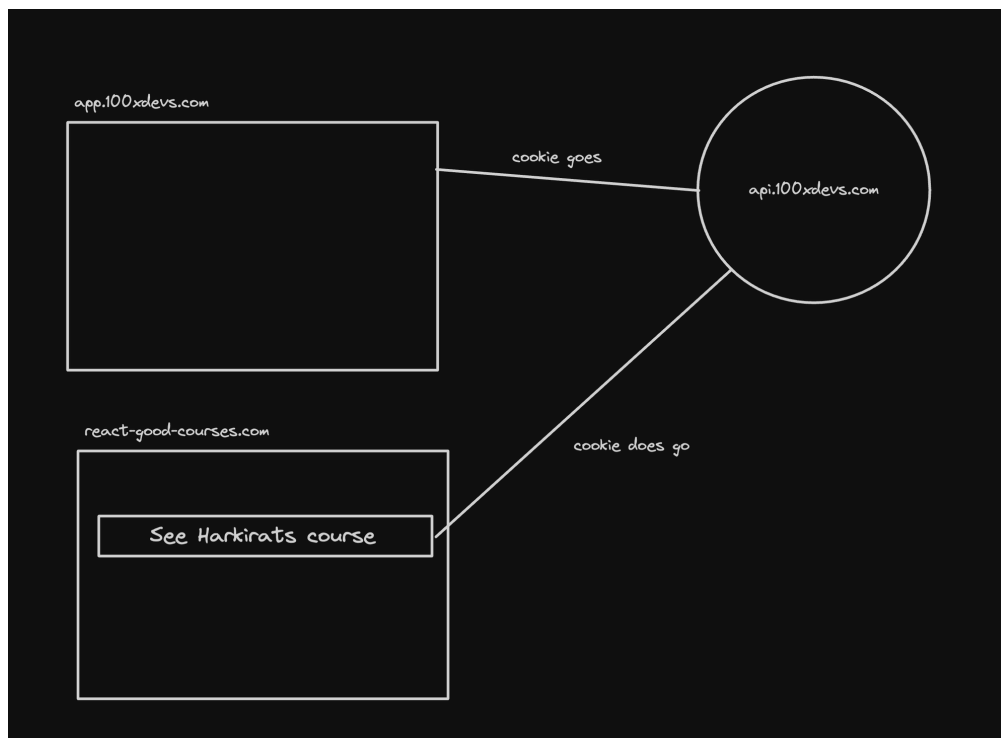 app.100xdevs.com
cookie goes
api.100xdevs.com
react-good-courses.com
cookie does go
See Harkirats course